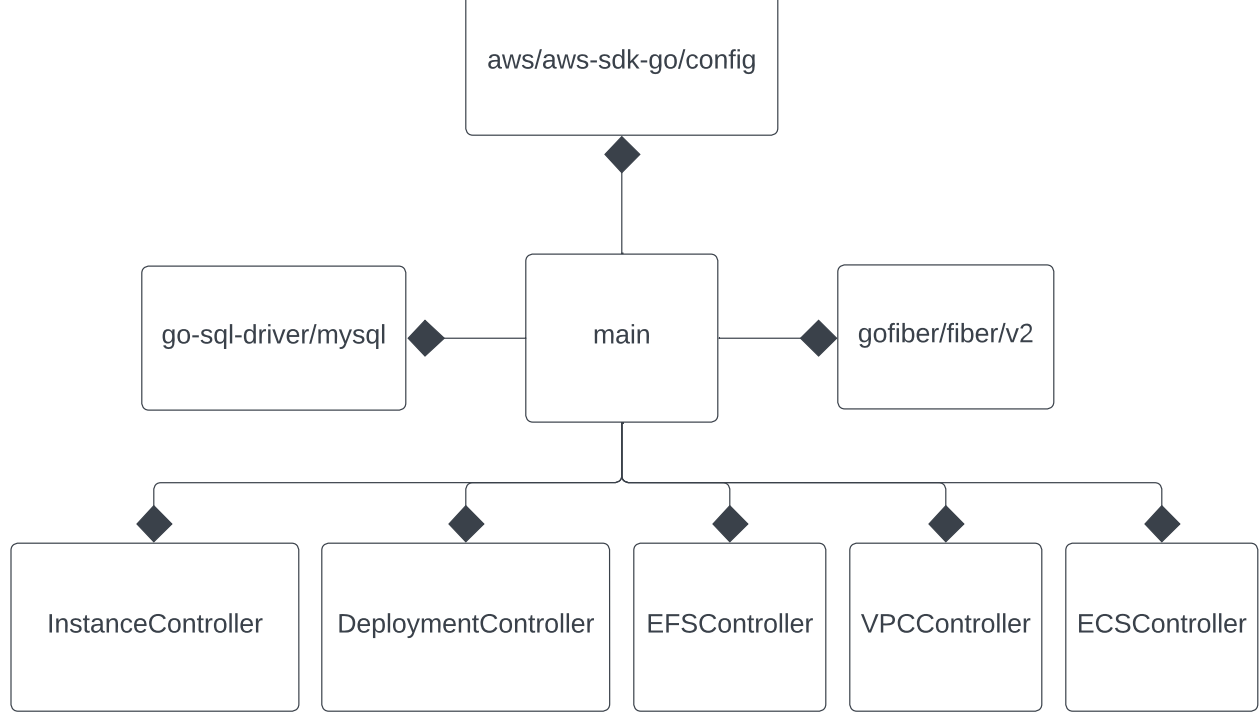 aws/aws-sdk-go/config
go-sql-driver/mysql
main
gofiber/fiber/v2
InstanceController
DeploymentController
EFSController
VPCController
ECSController